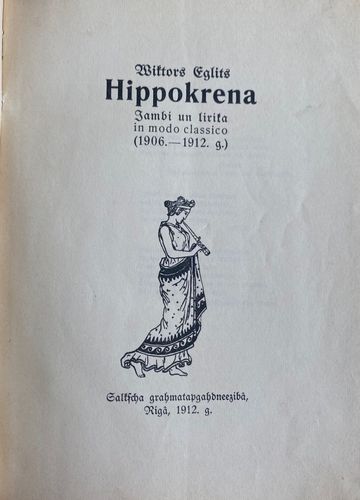 Wiktors Eglits
Hippokrena
Jambi un lirika
in modo classico
(1906.—1912. g.)
Salkscha grahmatapgahdneezibâ,
Rigâ, 1912. g.